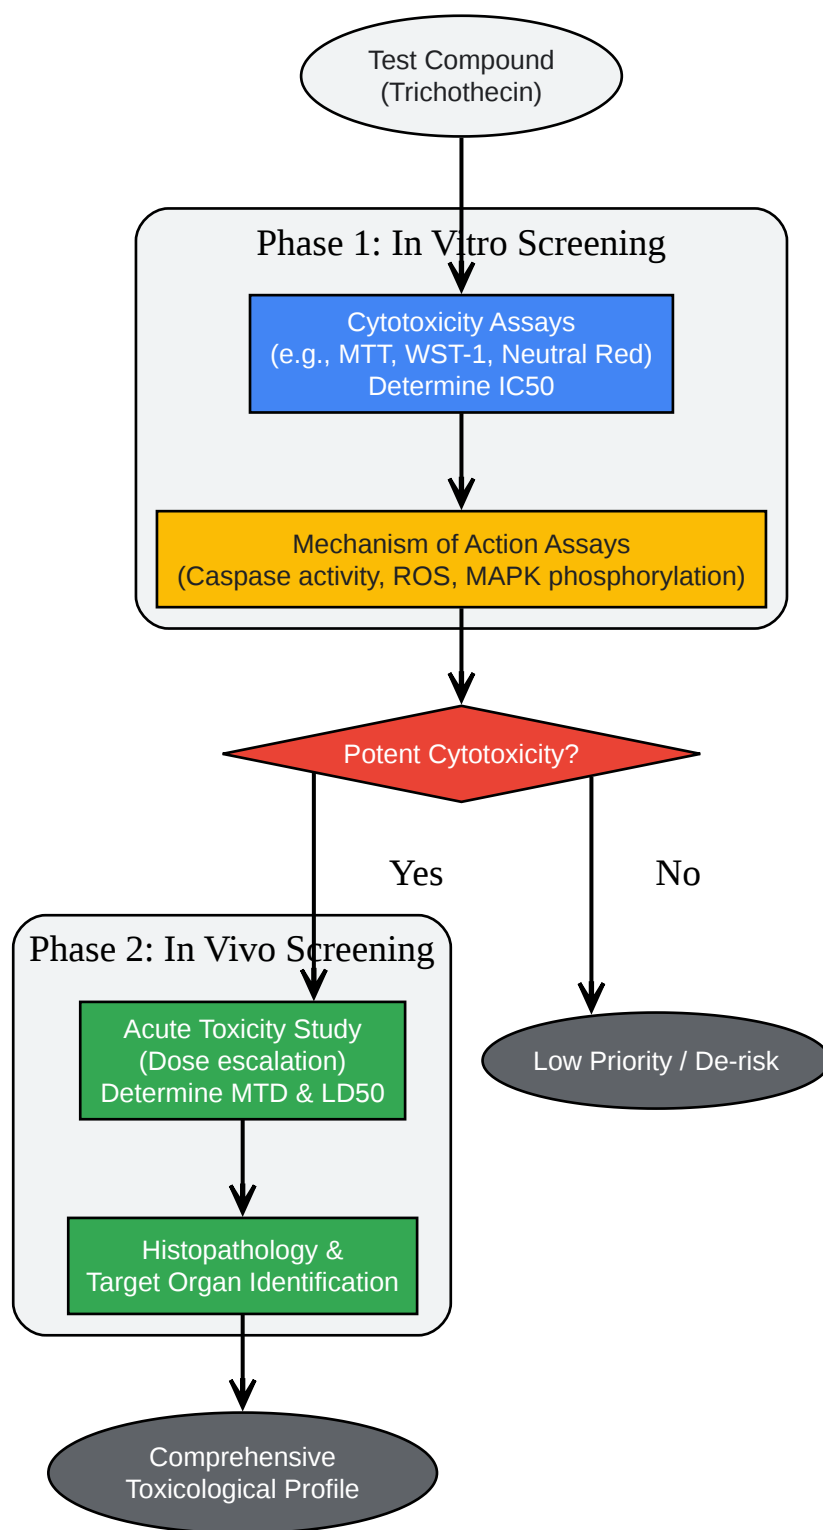 Test Compound
(Trichothecin)
Phase 1: In Vitro Screening
Cytotoxicity Assays
(e.g., MTT, WST-1, Neutral Red)
Determine IC50
Mechanism of Action Assays
(Caspase activity, ROS, MAPK phosphorylation)
Potent Cytotoxicity?
Yes
No
Phase 2: In Vivo Screening
Acute Toxicity Study
(Dose escalation)
Determine MTD & LD50
Low Priority / De-risk
Histopathology &
Target Organ Identification
Comprehensive
Toxicological Profile